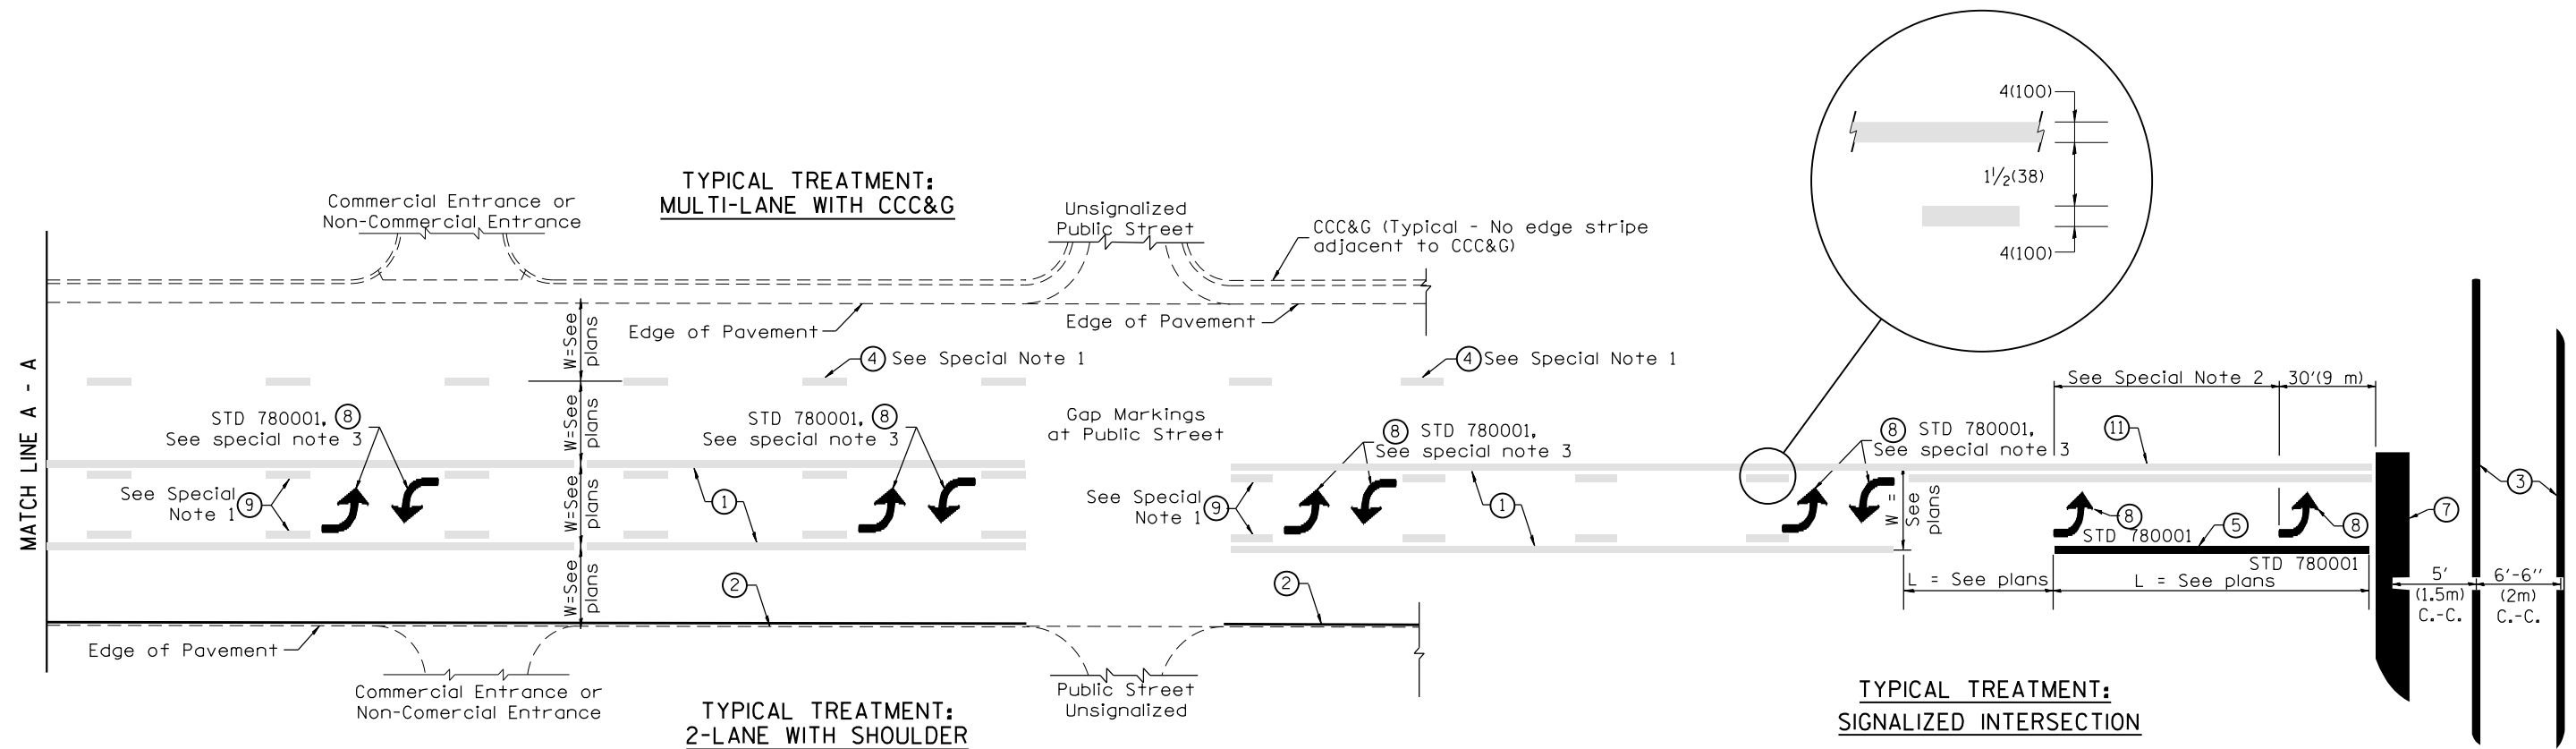 4(100)
1 1/2(38)
4(100)
TYPICAL TREATMENT:
MULTI-LANE WITH CCC&G
Commercial Entrance or
Non-Commercial Entrance
Unsignalized
Public Street
CCC&G (Typical - No edge stripe
adjacent to CCC&G)
Edge of Pavement
Edge of Pavement
W=See
plans
4 See Special Note 1
4 See Special Note 1
See Special Note 2
30'(9 m)
MATCH LINE A - A
STD 780001, 8
See special note 3
W=See
plans
STD 780001, 8
See special note 3
Gap Markings
at Public Street
8 STD 780001,
See special note 3
8 STD 780001,
See special note 3
11
See Special
Note 1 9
1
W=See
plans
See Special
Note 1 9
1
W =
See
plans
8
STD 780001
5
8
STD 780001
7
3
2
W=See
plans
2
L = See plans
L = See plans
5'
(1.5m)
C.-C.
6'-6''
(2m)
C.-C.
Edge of Pavement
Commercial Entrance or
Non-Comercial Entrance
Public Street
Unsignalized
TYPICAL TREATMENT:
2-LANE WITH SHOULDER
TYPICAL TREATMENT:
SIGNALIZED INTERSECTION